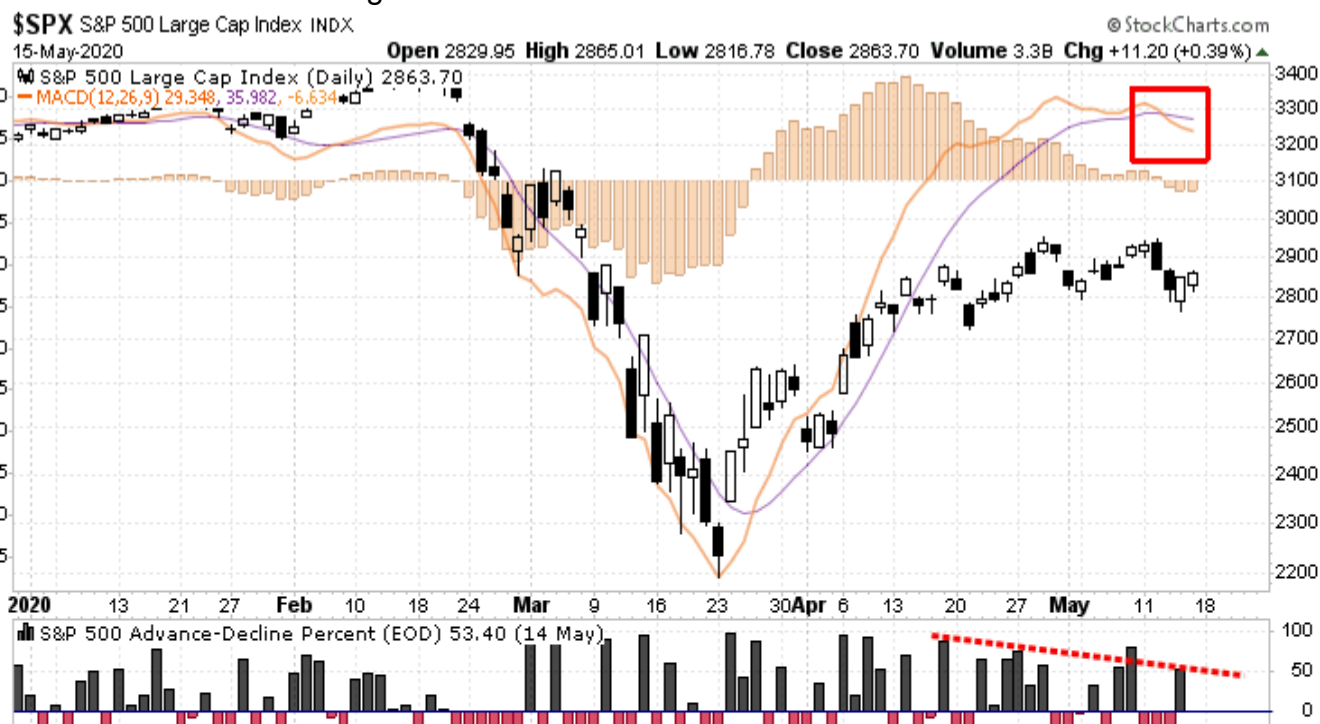 $SPX S&P 500 Large Cap Index INDX © StockCharts.com
15-May-2020 Open 2829.95 High 2865.01 Low 2816.78 Close 2863.70 Volume 3.3B Chg +11.20 (+0.39%)
S&P 500 Large Cap Index (Daily) 2863.70
MACD(12,26,9) 29.348, 35.982, -6.634
3400
3300
3200
3100
3000
2900
2800
2700
2600
2500
2400
2300
2200
2020 13 21 27 Feb 10 18 24 Mar 9 16 23 30 Apr 6 13 20 27 May 11 18
S&P 500 Advance-Decline Percent (EOD) 53.40 (14 May)
100
50
0